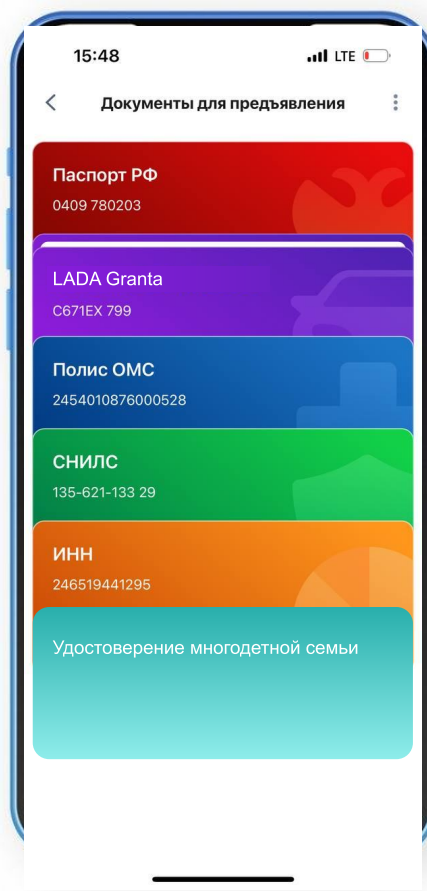 15:48
LTE
Документы для предъявления
Паспорт РФ
0409 780203
LADA Granta
С671ЕХ 799
Полис ОМС
2454010876000528
СНИЛС
135-621-133 29
ИНН
246519441295
Удостоверение многодетной семьи